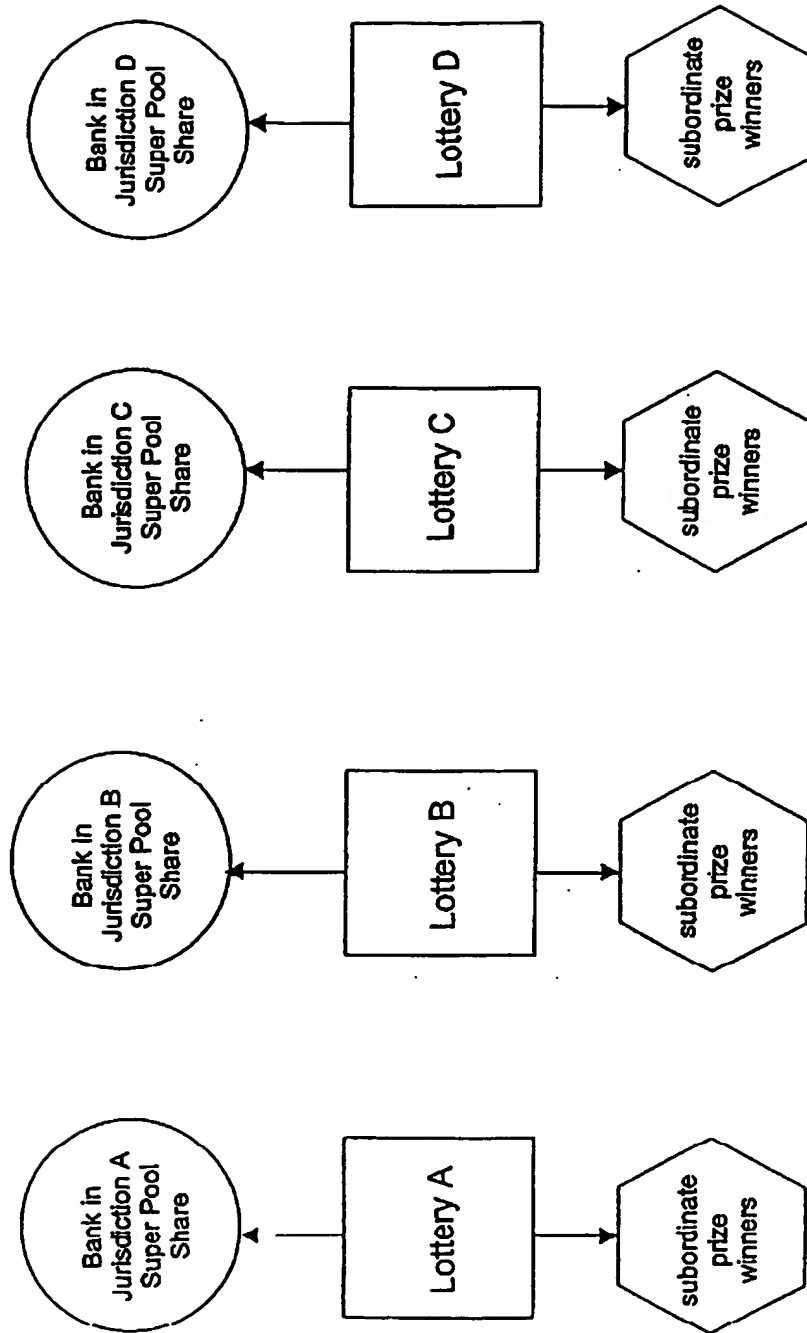 Bank in
Jurisdiction A
Super Pool
Share
Lottery A
subordinate
prize
winners
Bank in
Jurisdiction B
Super Pool
Share
Lottery B
subordinate
prize
winners
Bank in
Jurisdiction C
Super Pool
Share
Lottery C
subordinate
prize
winners
Bank in
Jurisdiction D
Super Pool
Share
Lottery D
subordinate
prize
winners